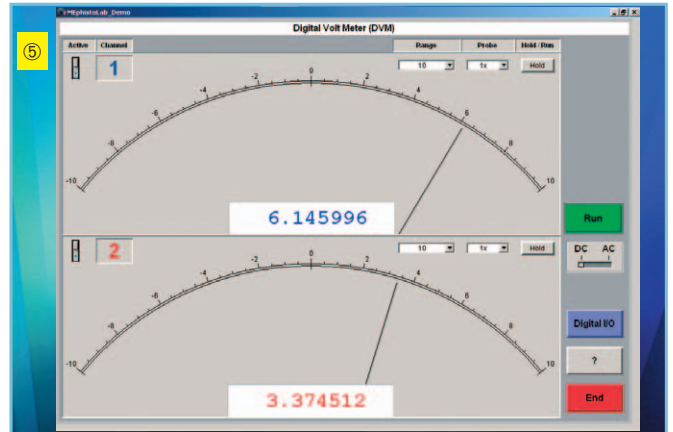 ⑤
MEphistoLab_Demo
Digital Volt Meter (DVM)
Active Channel Range Probe Hold / Run
1 10 1x Hold
-10 -8 -6 -4 -2 0 2 4 6 8 10
6.145996
Run
2 10 1x Hold
DC AC
-10 -8 -6 -4 -2 0 2 4 6 8 10
Digital I/O
?
3.374512
End